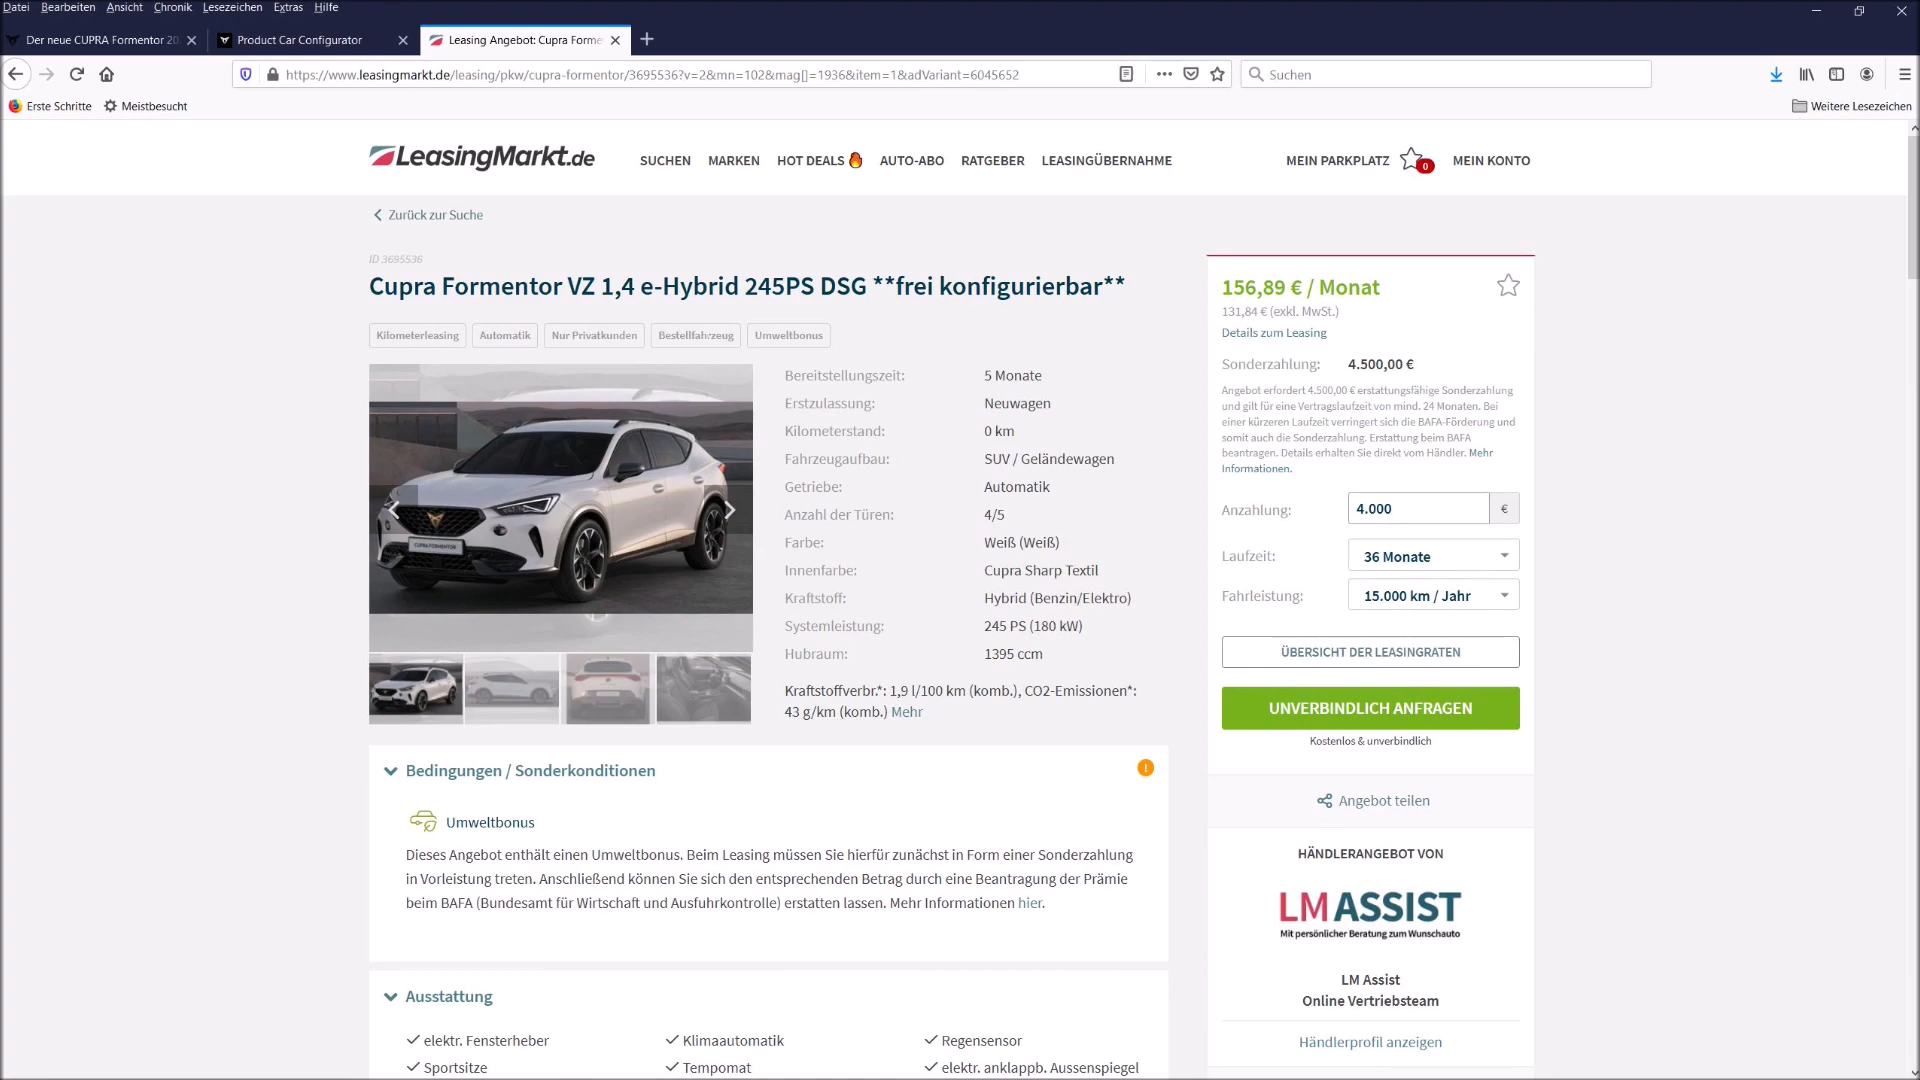 Datei Bearbeiten Ansicht Chronik Lesezeichen Extras Hilfe
Der neue CUPRA Formentor 20
Product Car Configurator
Leasing Angebot: Cupra Forme
https://www.leasingmarkt.de/leasing/pkw/cupra-formentor/3695536?v=2&mn=102&mag[]=1936&item=1&adVariant=6045652
Suchen
Erste Schritte Meistbesucht
Weitere Lesezeichen
LeasingMarkt.de
SUCHEN MARKEN HOT DEALS AUTO-ABO RATGEBER LEASINGÜBERNAHME
MEIN PARKPLATZ 0 MEIN KONTO
Zurück zur Suche
ID 3695536
Cupra Formentor VZ 1,4 e-Hybrid 245PS DSG **frei konfigurierbar**
Kilometerleasing Automatik Nur Privatkunden Bestellfahrzeug Umweltbonus
CUPRA FORMENTOR
Bereitstellungszeit: 5 Monate
Erstzulassung: Neuwagen
Kilometerstand: 0 km
Fahrzeugaufbau: SUV / Geländewagen
Getriebe: Automatik
Anzahl der Türen: 4/5
Farbe: Weiß (Weiß)
Innenfarbe: Cupra Sharp Textil
Kraftstoff: Hybrid (Benzin/Elektro)
Systemleistung: 245 PS (180 kW)
Hubraum: 1395 ccm
Kraftstoffverbr.*: 1,9 l/100 km (komb.), CO2-Emissionen*:
43 g/km (komb.) Mehr
Bedingungen / Sonderkonditionen
!
Umweltbonus
Dieses Angebot enthält einen Umweltbonus. Beim Leasing müssen Sie hierfür zunächst in Form einer Sonderzahlung
in Vorleistung treten. Anschließend können Sie sich den entsprechenden Betrag durch eine Beantragung der Prämie
beim BAFA (Bundesamt für Wirtschaft und Ausfuhrkontrolle) erstatten lassen. Mehr Informationen hier.
Ausstattung
elektr. Fensterheber Klimaautomatik Regensensor
Sportsitze Tempomat elektr. anklappb. Aussenspiegel
156,89 € / Monat
131,84 € (exkl. MwSt.)
Details zum Leasing
Sonderzahlung: 4.500,00 €
Angebot erfordert 4.500,00 € erstattungsfähige Sonderzahlung
und gilt für eine Vertragslaufzeit von mind. 24 Monaten. Bei
einer kürzeren Laufzeit verringert sich die BAFA-Förderung und
somit auch die Sonderzahlung. Erstattung beim BAFA
beantragen. Details erhalten Sie direkt vom Händler. Mehr
Informationen.
Anzahlung: 4.000 €
Laufzeit: 36 Monate
Fahrleistung: 15.000 km / Jahr
ÜBERSICHT DER LEASINGRATEN
UNVERBINDLICH ANFRAGEN
Kostenlos & unverbindlich
Angebot teilen
HÄNDLERANGEBOT VON
LM ASSIST
Mit persönlicher Beratung zum Wunschauto
LM Assist
Online Vertriebsteam
Händlerprofil anzeigen